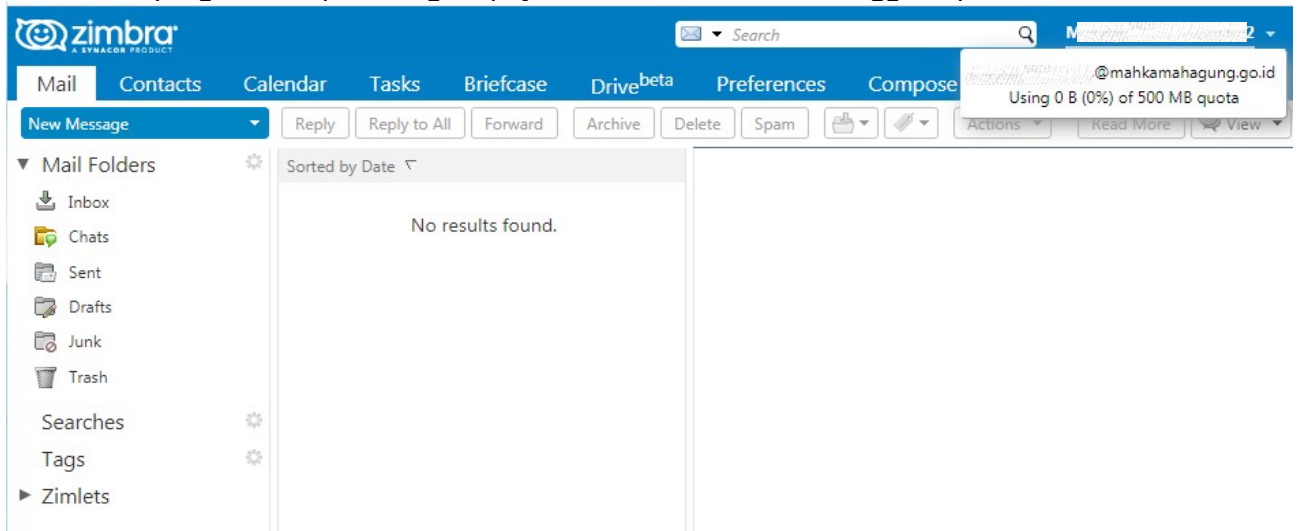 zimbra
A SYNACOR PRODUCT
Search
@mahkamahagung.go.id
Using 0 B (0%) of 500 MB quota
Mail Contacts Calendar Tasks Briefcase Drivebeta Preferences Compose
New Message Reply Reply to All Forward Archive Delete Spam Actions Read More View
Mail Folders
Sorted by Date
Inbox
No results found.
Chats
Sent
Drafts
Junk
Trash
Searches
Tags
Zimlets